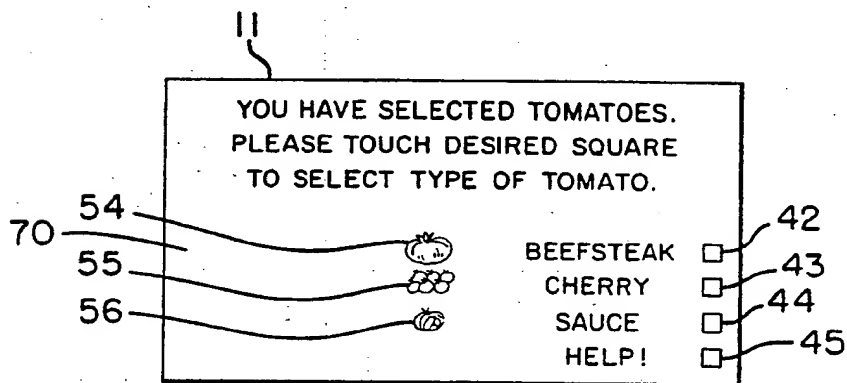 11
YOU HAVE SELECTED TOMATOES.
PLEASE TOUCH DESIRED SQUARE
TO SELECT TYPE OF TOMATO.
54
70
55
56
BEEFSTEAK
CHERRY
SAUCE
HELP!
42
43
44
45